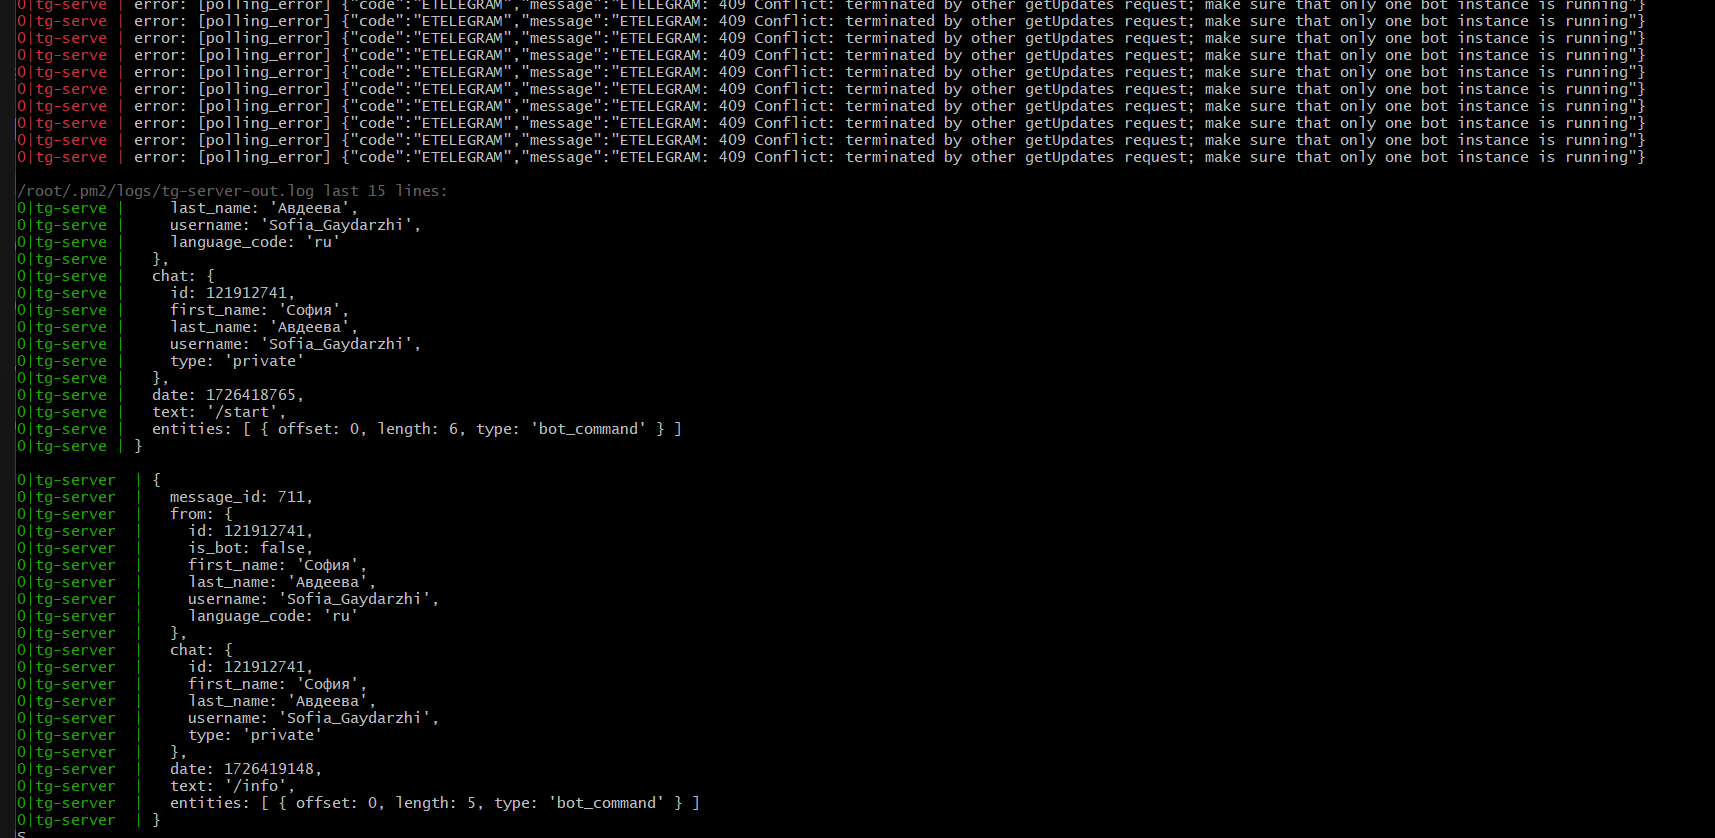 0|tg-serve | error: [polling_error] {"code":"ETELEGRAM","message":"ETELEGRAM: 409 Conflict: terminated by other getUpdates request; make sure that only one bot instance is running"}
0|tg-serve | error: [polling_error] {"code":"ETELEGRAM","message":"ETELEGRAM: 409 Conflict: terminated by other getUpdates request; make sure that only one bot instance is running"}
0|tg-serve | error: [polling_error] {"code":"ETELEGRAM","message":"ETELEGRAM: 409 Conflict: terminated by other getUpdates request; make sure that only one bot instance is running"}
0|tg-serve | error: [polling_error] {"code":"ETELEGRAM","message":"ETELEGRAM: 409 Conflict: terminated by other getUpdates request; make sure that only one bot instance is running"}
0|tg-serve | error: [polling_error] {"code":"ETELEGRAM","message":"ETELEGRAM: 409 Conflict: terminated by other getUpdates request; make sure that only one bot instance is running"}
0|tg-serve | error: [polling_error] {"code":"ETELEGRAM","message":"ETELEGRAM: 409 Conflict: terminated by other getUpdates request; make sure that only one bot instance is running"}
0|tg-serve | error: [polling_error] {"code":"ETELEGRAM","message":"ETELEGRAM: 409 Conflict: terminated by other getUpdates request; make sure that only one bot instance is running"}
0|tg-serve | error: [polling_error] {"code":"ETELEGRAM","message":"ETELEGRAM: 409 Conflict: terminated by other getUpdates request; make sure that only one bot instance is running"}
0|tg-serve | error: [polling_error] {"code":"ETELEGRAM","message":"ETELEGRAM: 409 Conflict: terminated by other getUpdates request; make sure that only one bot instance is running"}
0|tg-serve | error: [polling_error] {"code":"ETELEGRAM","message":"ETELEGRAM: 409 Conflict: terminated by other getUpdates request; make sure that only one bot instance is running"}
/root/.pm2/logs/tg-server-out.log last 15 lines:
0|tg-serve |     last_name: 'Авдеева',
0|tg-serve |     username: 'Sofia_Gaydarzhi',
0|tg-serve |     language_code: 'ru'
0|tg-serve |   },
0|tg-serve |   chat: {
0|tg-serve |     id: 121912741,
0|tg-serve |     first_name: 'София',
0|tg-serve |     last_name: 'Авдеева',
0|tg-serve |     username: 'Sofia_Gaydarzhi',
0|tg-serve |     type: 'private'
0|tg-serve |   },
0|tg-serve |   date: 1726418765,
0|tg-serve |   text: '/start',
0|tg-serve |   entities: [ { offset: 0, length: 6, type: 'bot_command' } ]
0|tg-serve | }
0|tg-server  | {
0|tg-server  |   message_id: 711,
0|tg-server  |   from: {
0|tg-server  |     id: 121912741,
0|tg-server  |     is_bot: false,
0|tg-server  |     first_name: 'София',
0|tg-server  |     last_name: 'Авдеева',
0|tg-server  |     username: 'Sofia_Gaydarzhi',
0|tg-server  |     language_code: 'ru'
0|tg-server  |   },
0|tg-server  |   chat: {
0|tg-server  |     id: 121912741,
0|tg-server  |     first_name: 'София',
0|tg-server  |     last_name: 'Авдеева',
0|tg-server  |     username: 'Sofia_Gaydarzhi',
0|tg-server  |     type: 'private'
0|tg-server  |   },
0|tg-server  |   date: 1726419148,
0|tg-server  |   text: '/info',
0|tg-server  |   entities: [ { offset: 0, length: 5, type: 'bot_command' } ]
0|tg-server  | }